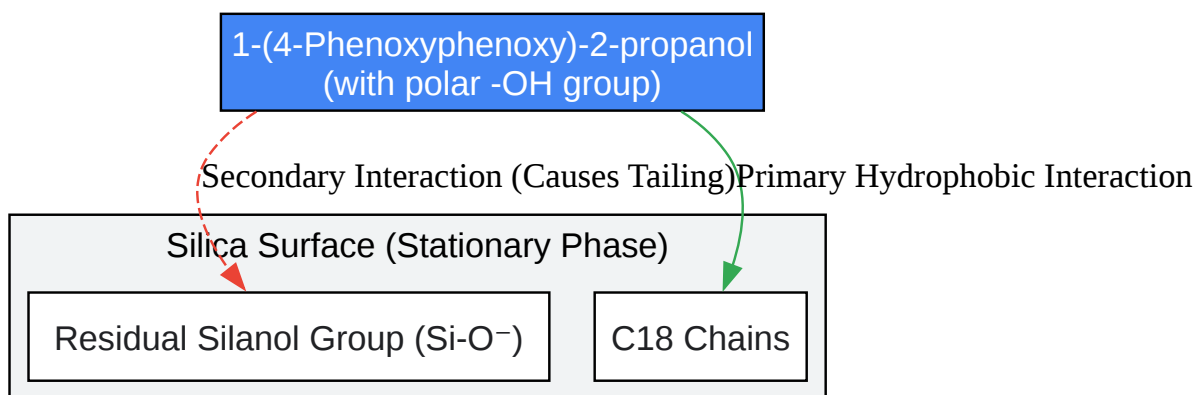 1-(4-Phenoxyphenoxy)-2-propanol
(with polar -OH group)
Secondary Interaction (Causes Tailing)
Primary Hydrophobic Interaction
Silica Surface (Stationary Phase)
Residual Silanol Group (Si-O⁻)
C18 Chains